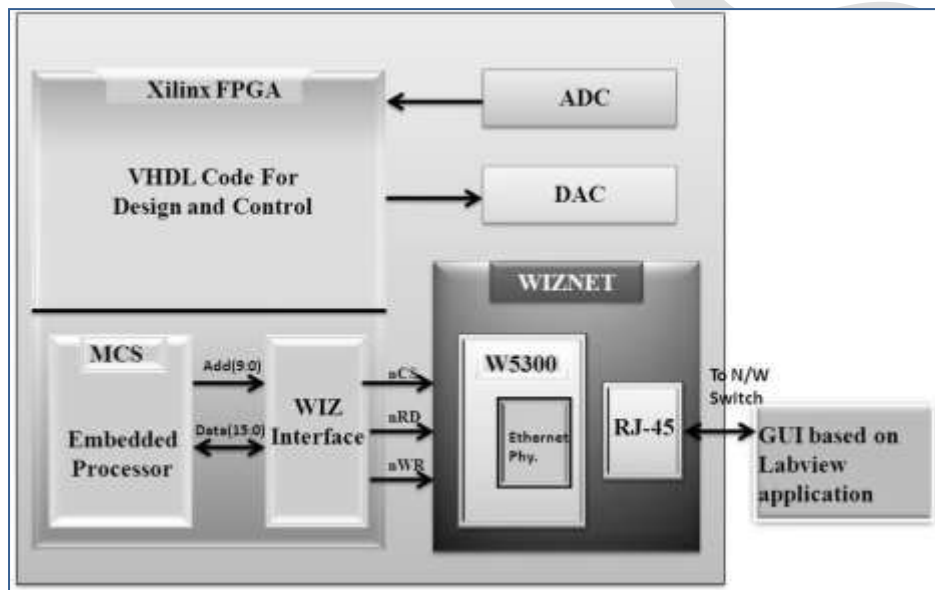 Xilinx FPGA
VHDL Code For
Design and Control
ADC
DAC
WIZNET
MCS
Embedded
Processor
Add(9:0)
Data(15:0)
WIZ
Interface
nCS
nRD
nWR
W5300
Ethernet
Phy.
RJ-45
To N/W
Switch
GUI based on
Labview
application